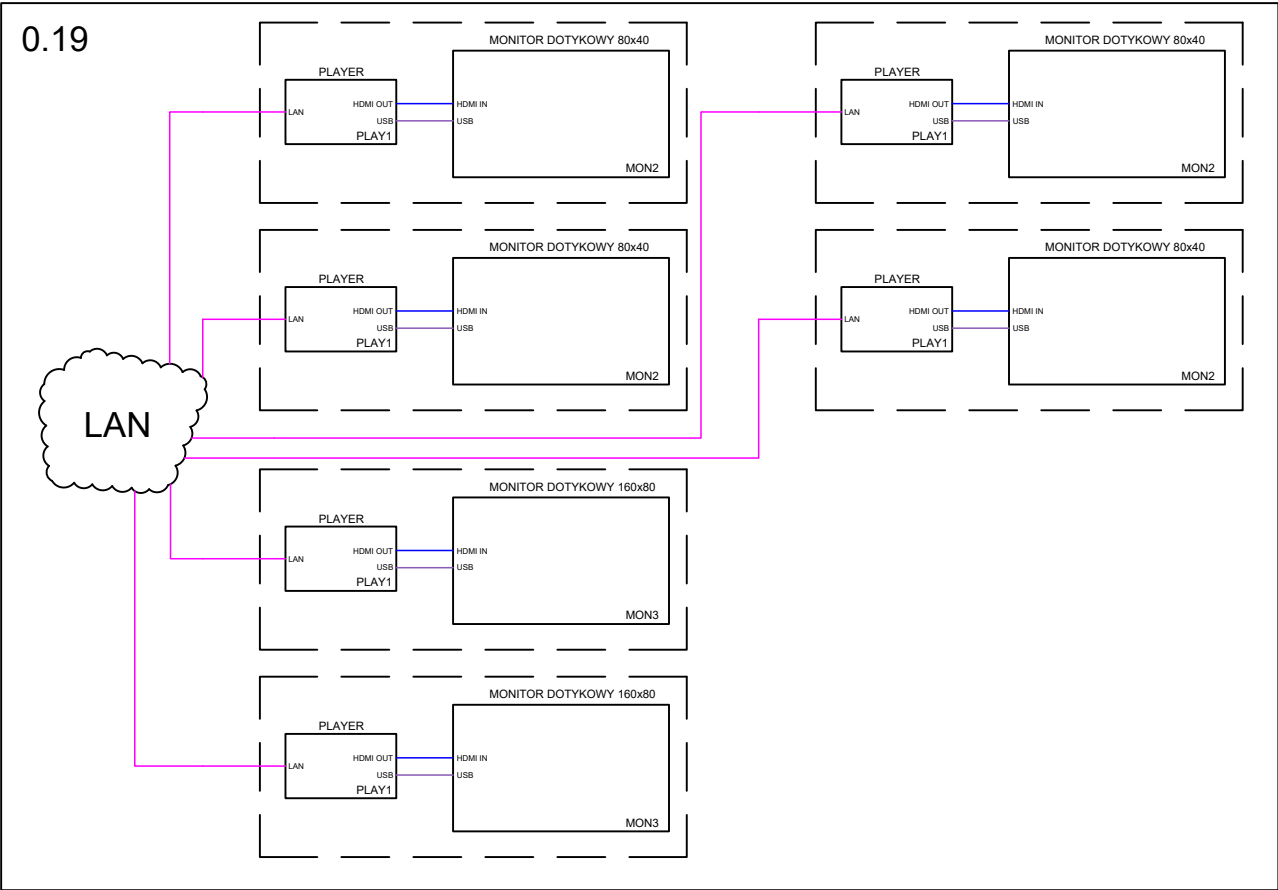 0.19
MONITOR DOTYKOWY 80x40
PLAYER
LAN
HDMI OUT
HDMI IN
USB
USB
PLAY1
MON2
MONITOR DOTYKOWY 80x40
PLAYER
LAN
HDMI OUT
HDMI IN
USB
USB
PLAY1
MON2
MONITOR DOTYKOWY 80x40
PLAYER
LAN
HDMI OUT
HDMI IN
USB
USB
PLAY1
MON2
MONITOR DOTYKOWY 80x40
PLAYER
LAN
HDMI OUT
HDMI IN
USB
USB
PLAY1
MON2
LAN
MONITOR DOTYKOWY 160x80
PLAYER
LAN
HDMI OUT
HDMI IN
USB
USB
PLAY1
MON3
MONITOR DOTYKOWY 160x80
PLAYER
LAN
HDMI OUT
HDMI IN
USB
USB
PLAY1
MON3